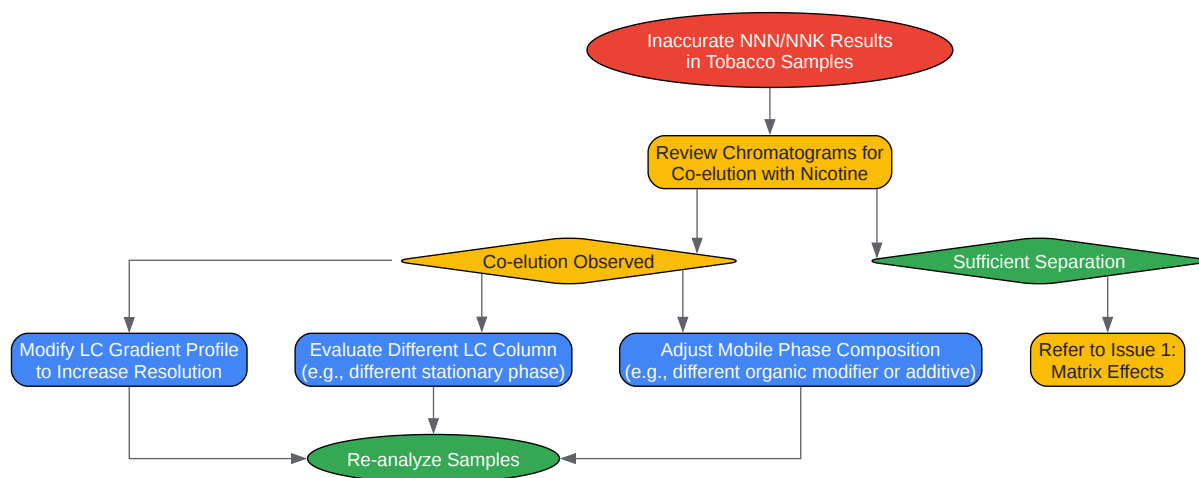 Inaccurate NNN/NNK Results
in Tobacco Samples
Review Chromatograms for
Co-elution with Nicotine
Co-elution Observed
Sufficient Separation
Modify LC Gradient Profile
to Increase Resolution
Evaluate Different LC Column
(e.g., different stationary phase)
Adjust Mobile Phase Composition
(e.g., different organic modifier or additive)
Refer to Issue 1:
Matrix Effects
Re-analyze Samples